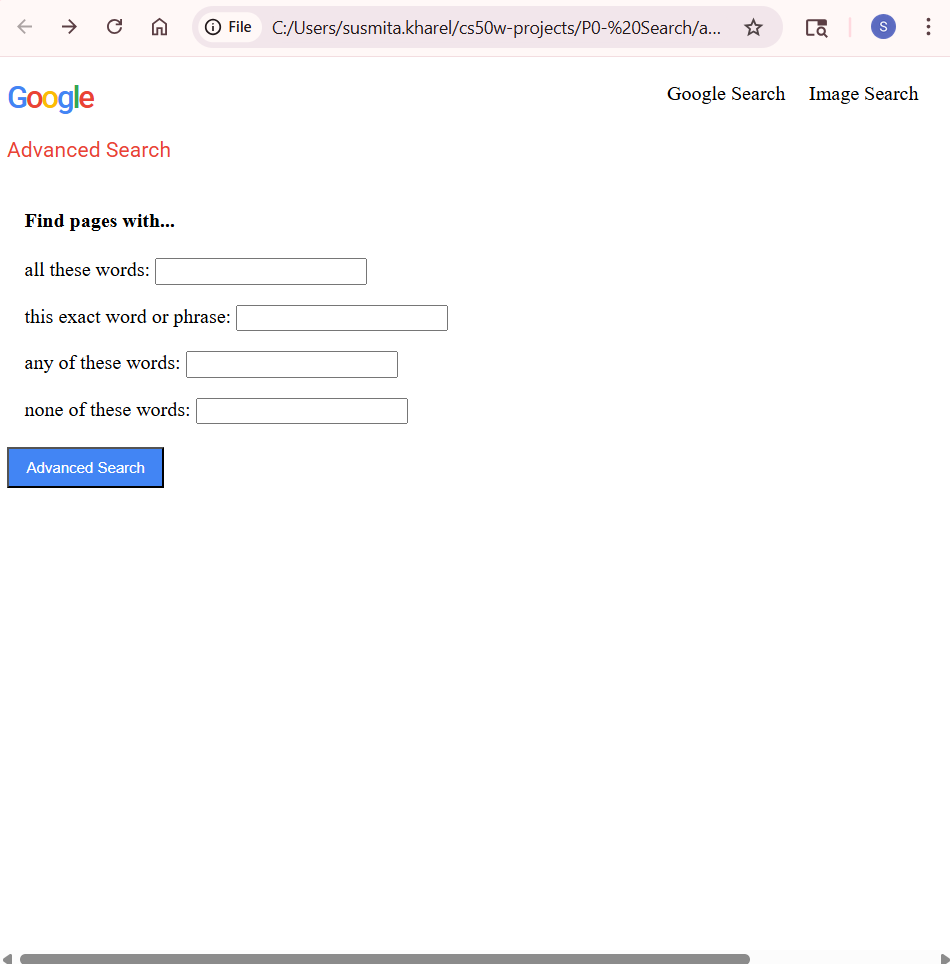 File C:/Users/susmita.kharel/cs50w-projects/P0-%20Search/a... S
Google Google Search Image Search
Advanced Search
Find pages with...
all these words:
this exact word or phrase:
any of these words:
none of these words:
Advanced Search